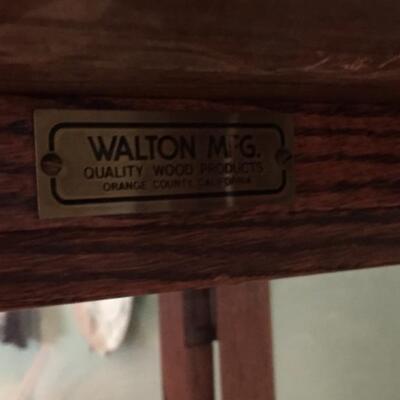 WALTON MFG.
QUALITY WOOD PRODUCTS
ORANGE COUNTY, CALIFORNIA